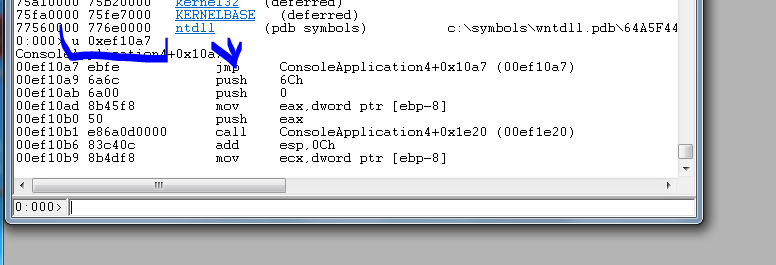 75a10000 75b20000 kernel32 (deferred)
75fa0000 75fe7000 KERNELBASE (deferred)
77560000 776e0000 ntdll (pdb symbols) c:\symbols\wntdll.pdb\64A5F44
0:000> u 0xef10a7
ConsoleApplication4+0x10a7
00ef10a7 ebfe jmp ConsoleApplication4+0x10a7 (00ef10a7)
00ef10a9 6a6c push 6Ch
00ef10ab 6a00 push 0
00ef10ad 8b45f8 mov eax,dword ptr [ebp-8]
00ef10b0 50 push eax
00ef10b1 e86a0d0000 call ConsoleApplication4+0x1e20 (00ef1e20)
00ef10b6 83c40c add esp,0Ch
00ef10b9 8b4df8 mov ecx,dword ptr [ebp-8]
0:000>